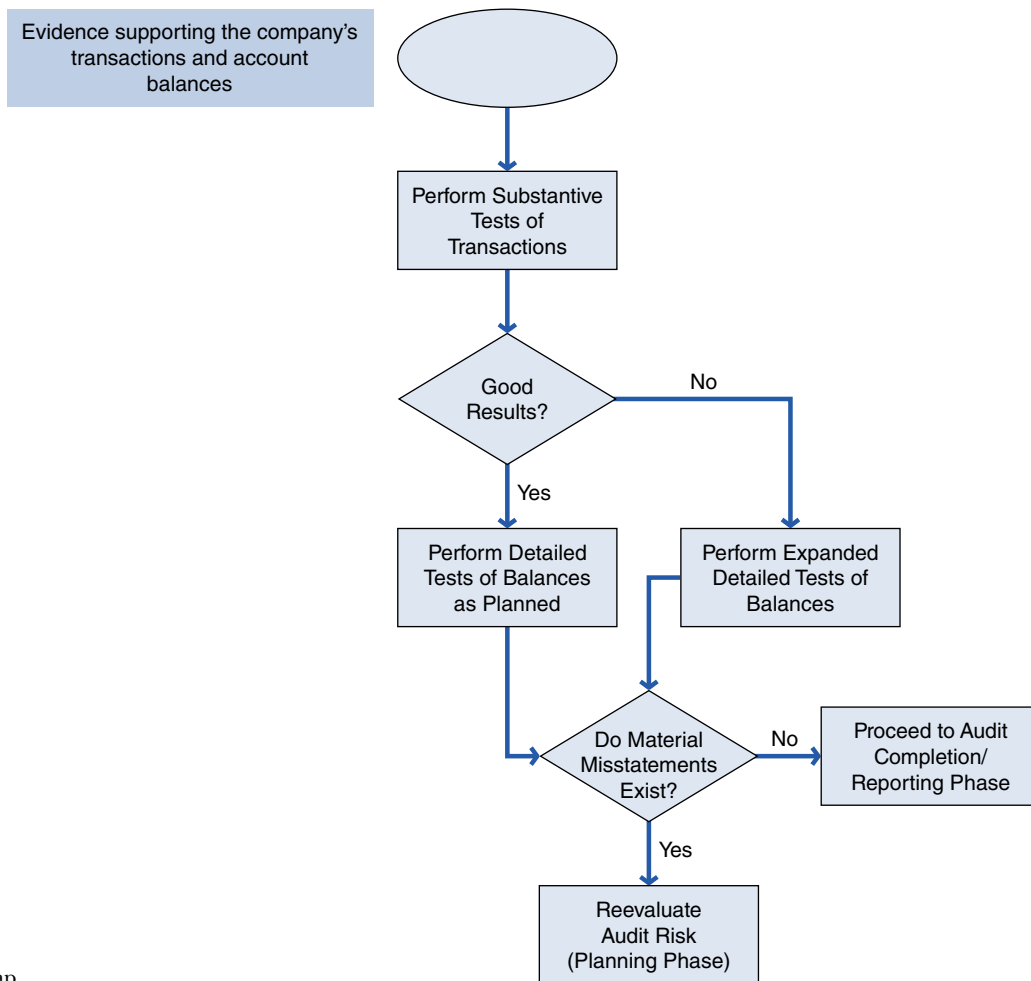 Evidence supporting the company's
transactions and account
balances
Perform Substantive
Tests of
Transactions
Good
Results?
No
Yes
Perform Detailed
Tests of Balances
as Planned
Perform Expanded
Detailed Tests of
Balances
Do Material
Misstatements
Exist?
No
Proceed to Audit
Completion/
Reporting Phase
Yes
Reevaluate
Audit Risk
(Planning Phase)